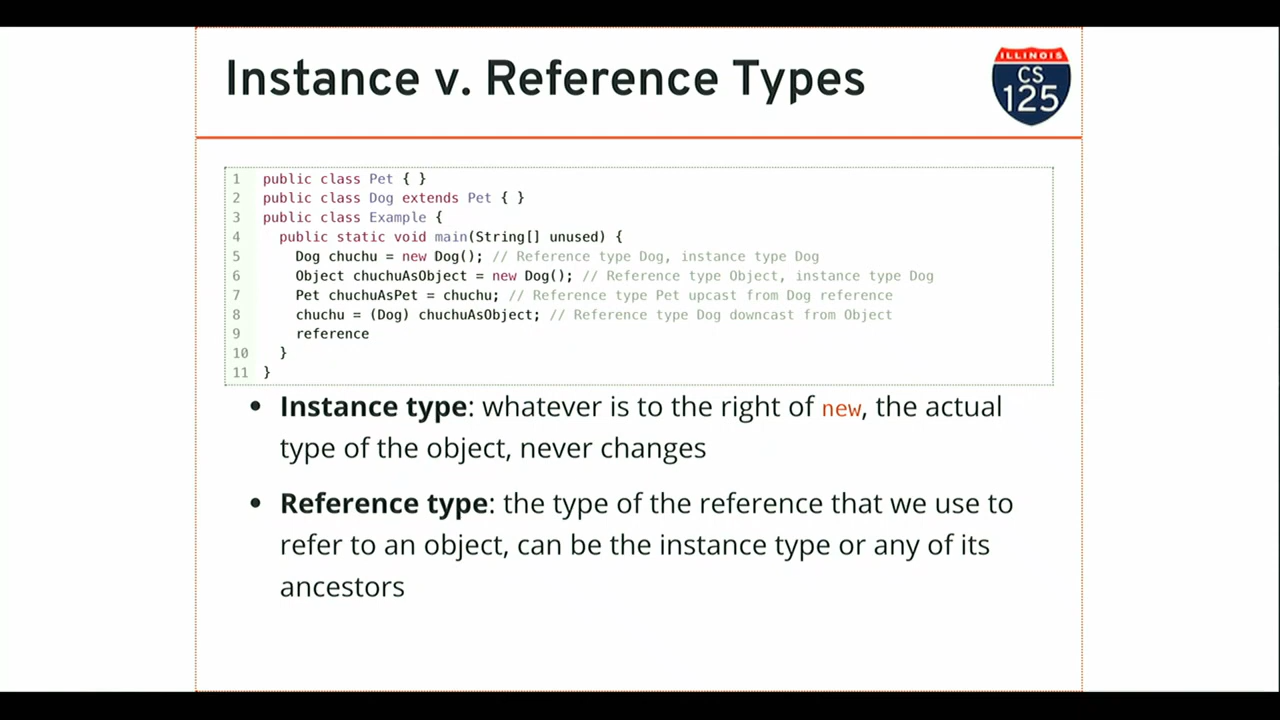 Instance v. Reference Types
ILLINOIS
CS
125
1 public class Pet { }
2 public class Dog extends Pet { }
3 public class Example {
4 public static void main(String[] unused) {
5 Dog chuchu = new Dog(); // Reference type Dog, instance type Dog
6 Object chuchuAsObject = new Dog(); // Reference type Object, instance type Dog
7 Pet chuchuAsPet = chuchu; // Reference type Pet upcast from Dog reference
8 chuchu = (Dog) chuchuAsObject; // Reference type Dog downcast from Object
9 reference
10 }
11 }
• Instance type: whatever is to the right of new, the actual
type of the object, never changes
• Reference type: the type of the reference that we use to
refer to an object, can be the instance type or any of its
ancestors